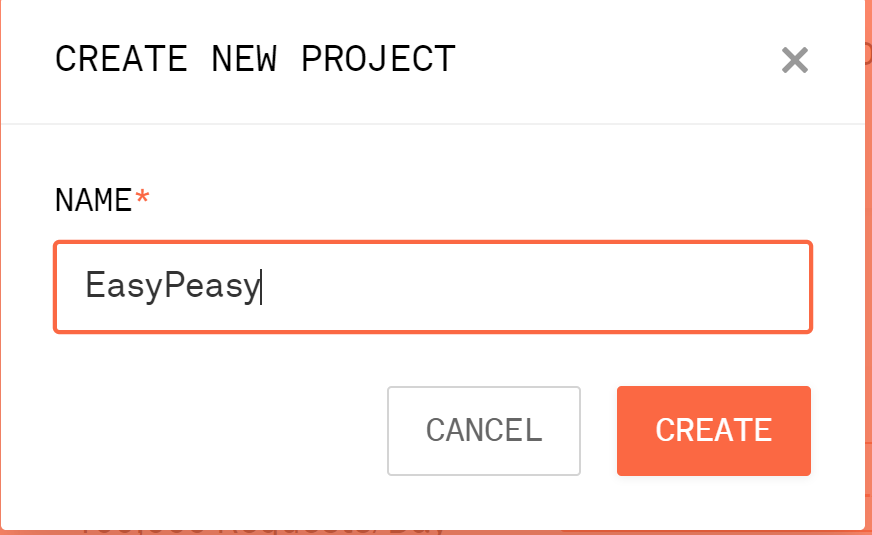 CREATE NEW PROJECT
NAME*
EasyPeasy
CANCEL
CREATE